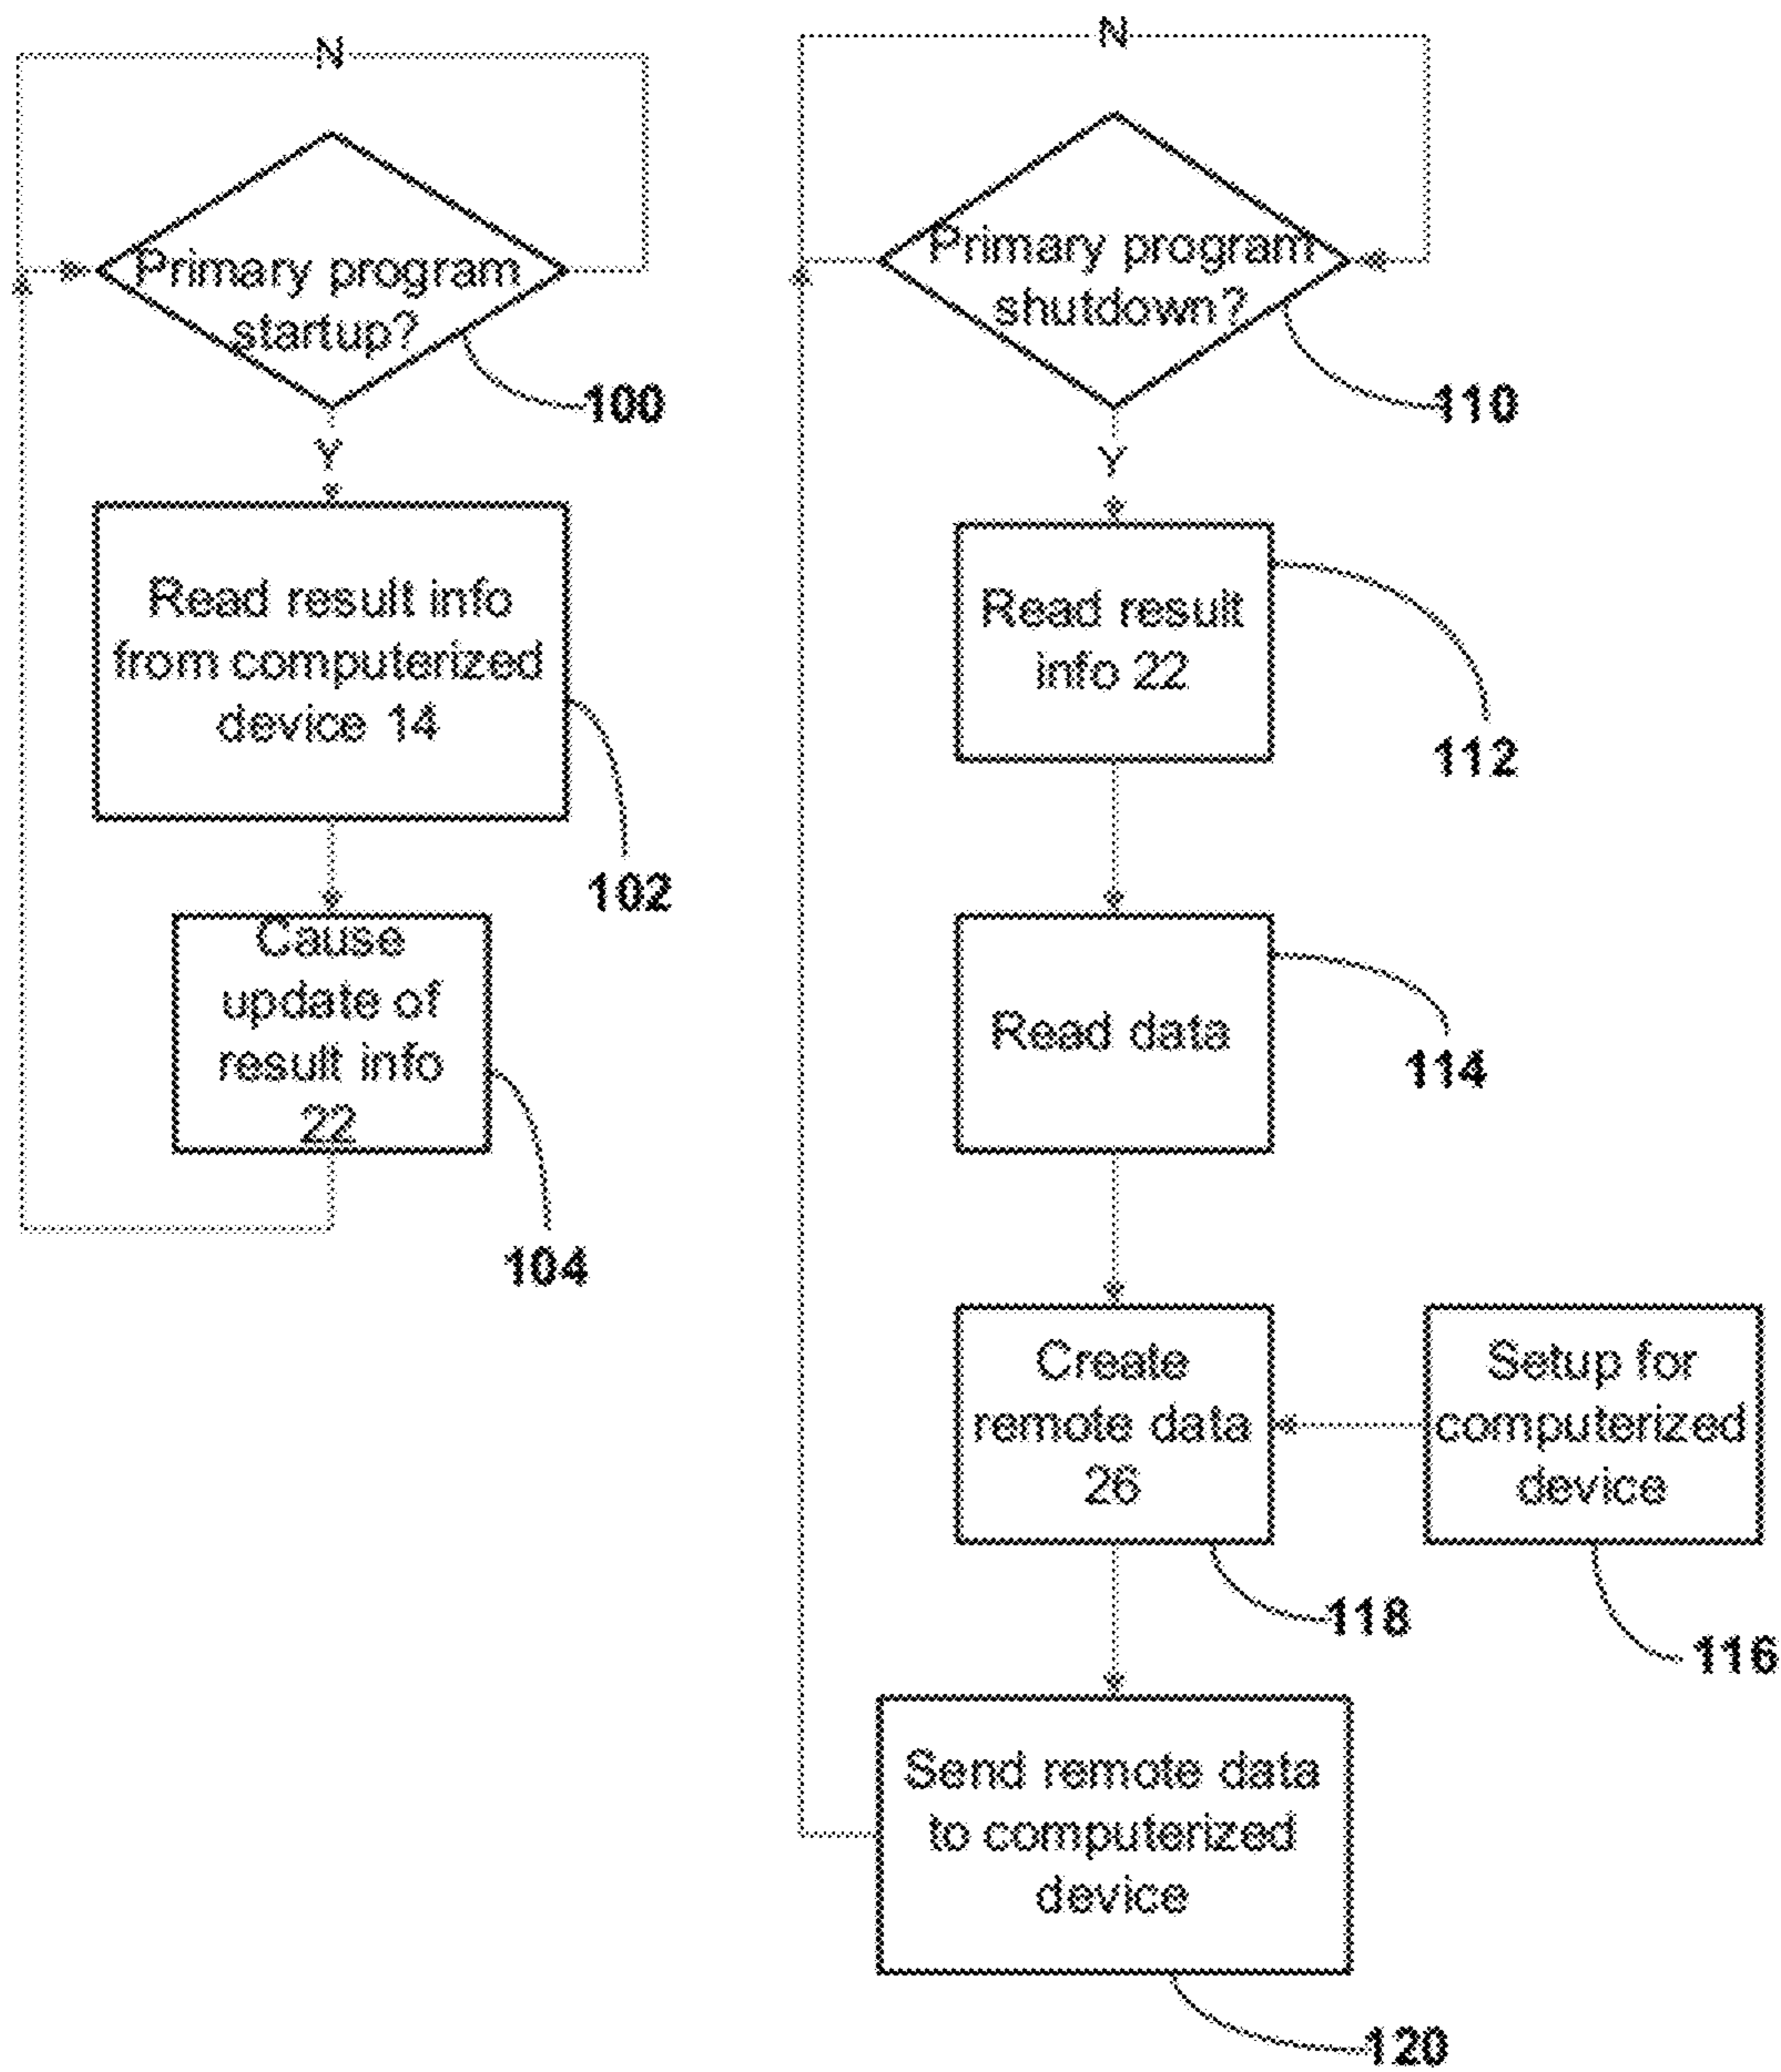 N
Primary program
startup?
100
Y
Read result info
from computerized
device 14
102
Cause
update of
result info
22
104
N
Primary program
shutdown?
110
Y
Read result
info 22
112
Read data
114
Create
remote data
26
118
Setup for
computerized
device
116
Send remote data
to computerized
device
120